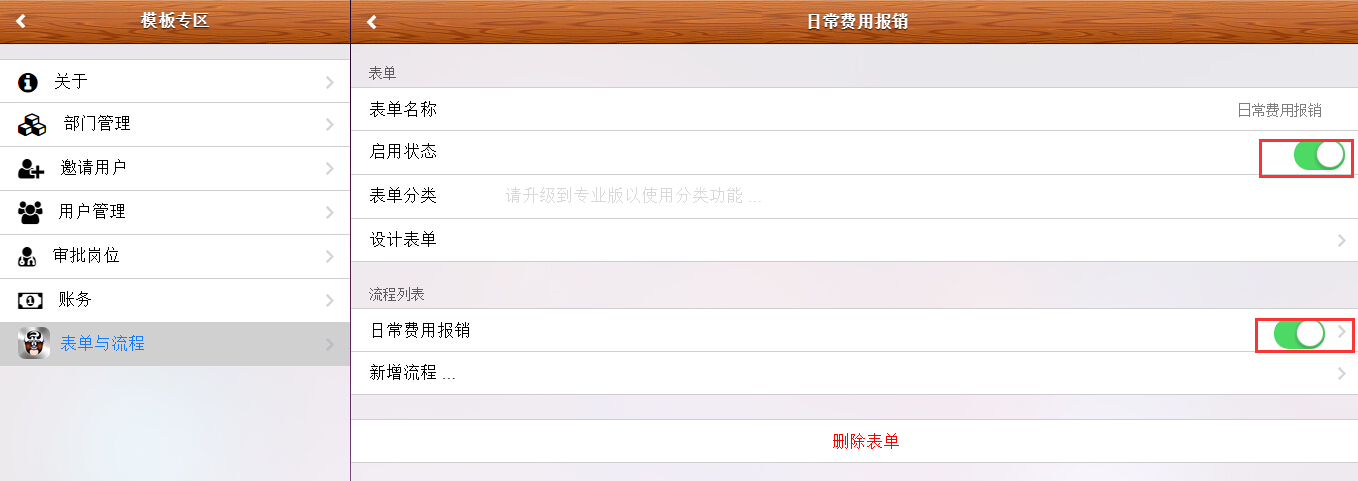 模板专区
关于
部门管理
邀请用户
用户管理
审批岗位
账务
表单与流程
日常费用报销
表单
表单名称 日常费用报销
启用状态
表单分类 请升级到专业版以使用分类功能 ...
设计表单
流程列表
日常费用报销
新增流程 ...
删除表单